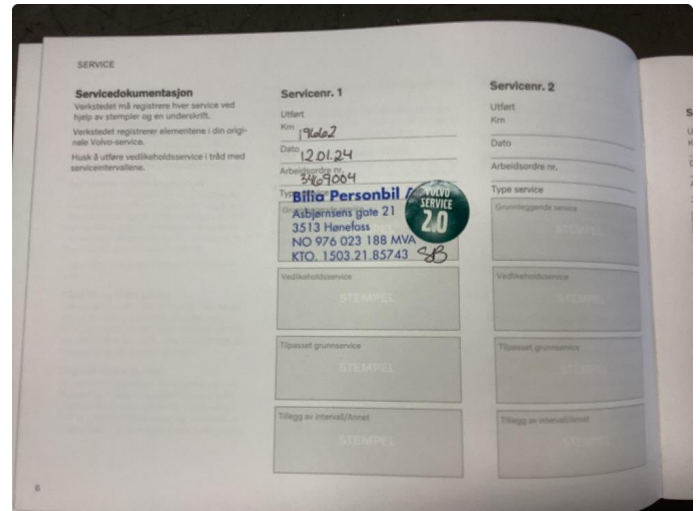 SERVICE
Servicedokumentasjon
Verkstedet må registrere hver service ved
hjelp av stempler og en underskrift.
Verkstedet registrerer elementene i din origi-
nale Volvo-service.
Husk å utføre vedlikeholdsservice i tråd med
serviceintervallene.
Servicenr. 1
Utført
Km 19662
Dato 12.01.24
Arbeidsordre nr.
3469004
Type
Bilia Personbil
Asbjørnsens gate 21
3513 Hønefoss
NO 976 023 188 MVA
KTO. 1503.21.85743 SB
VOLVO
SERVICE
2.0
Vedlikeholdsservice
STEMPEL
Tilpasset grunnservice
STEMPEL
Tillegg av intervall/Annet
STEMPEL
Servicenr. 2
Utført
Km
Dato
Arbeidsordre nr.
Type service
Grunnleggende service
STEMPEL
Vedlikeholdsservice
STEMPEL
Tilpasset grunnservice
STEMPEL
Tillegg av intervall/Annet
STEMPEL
6